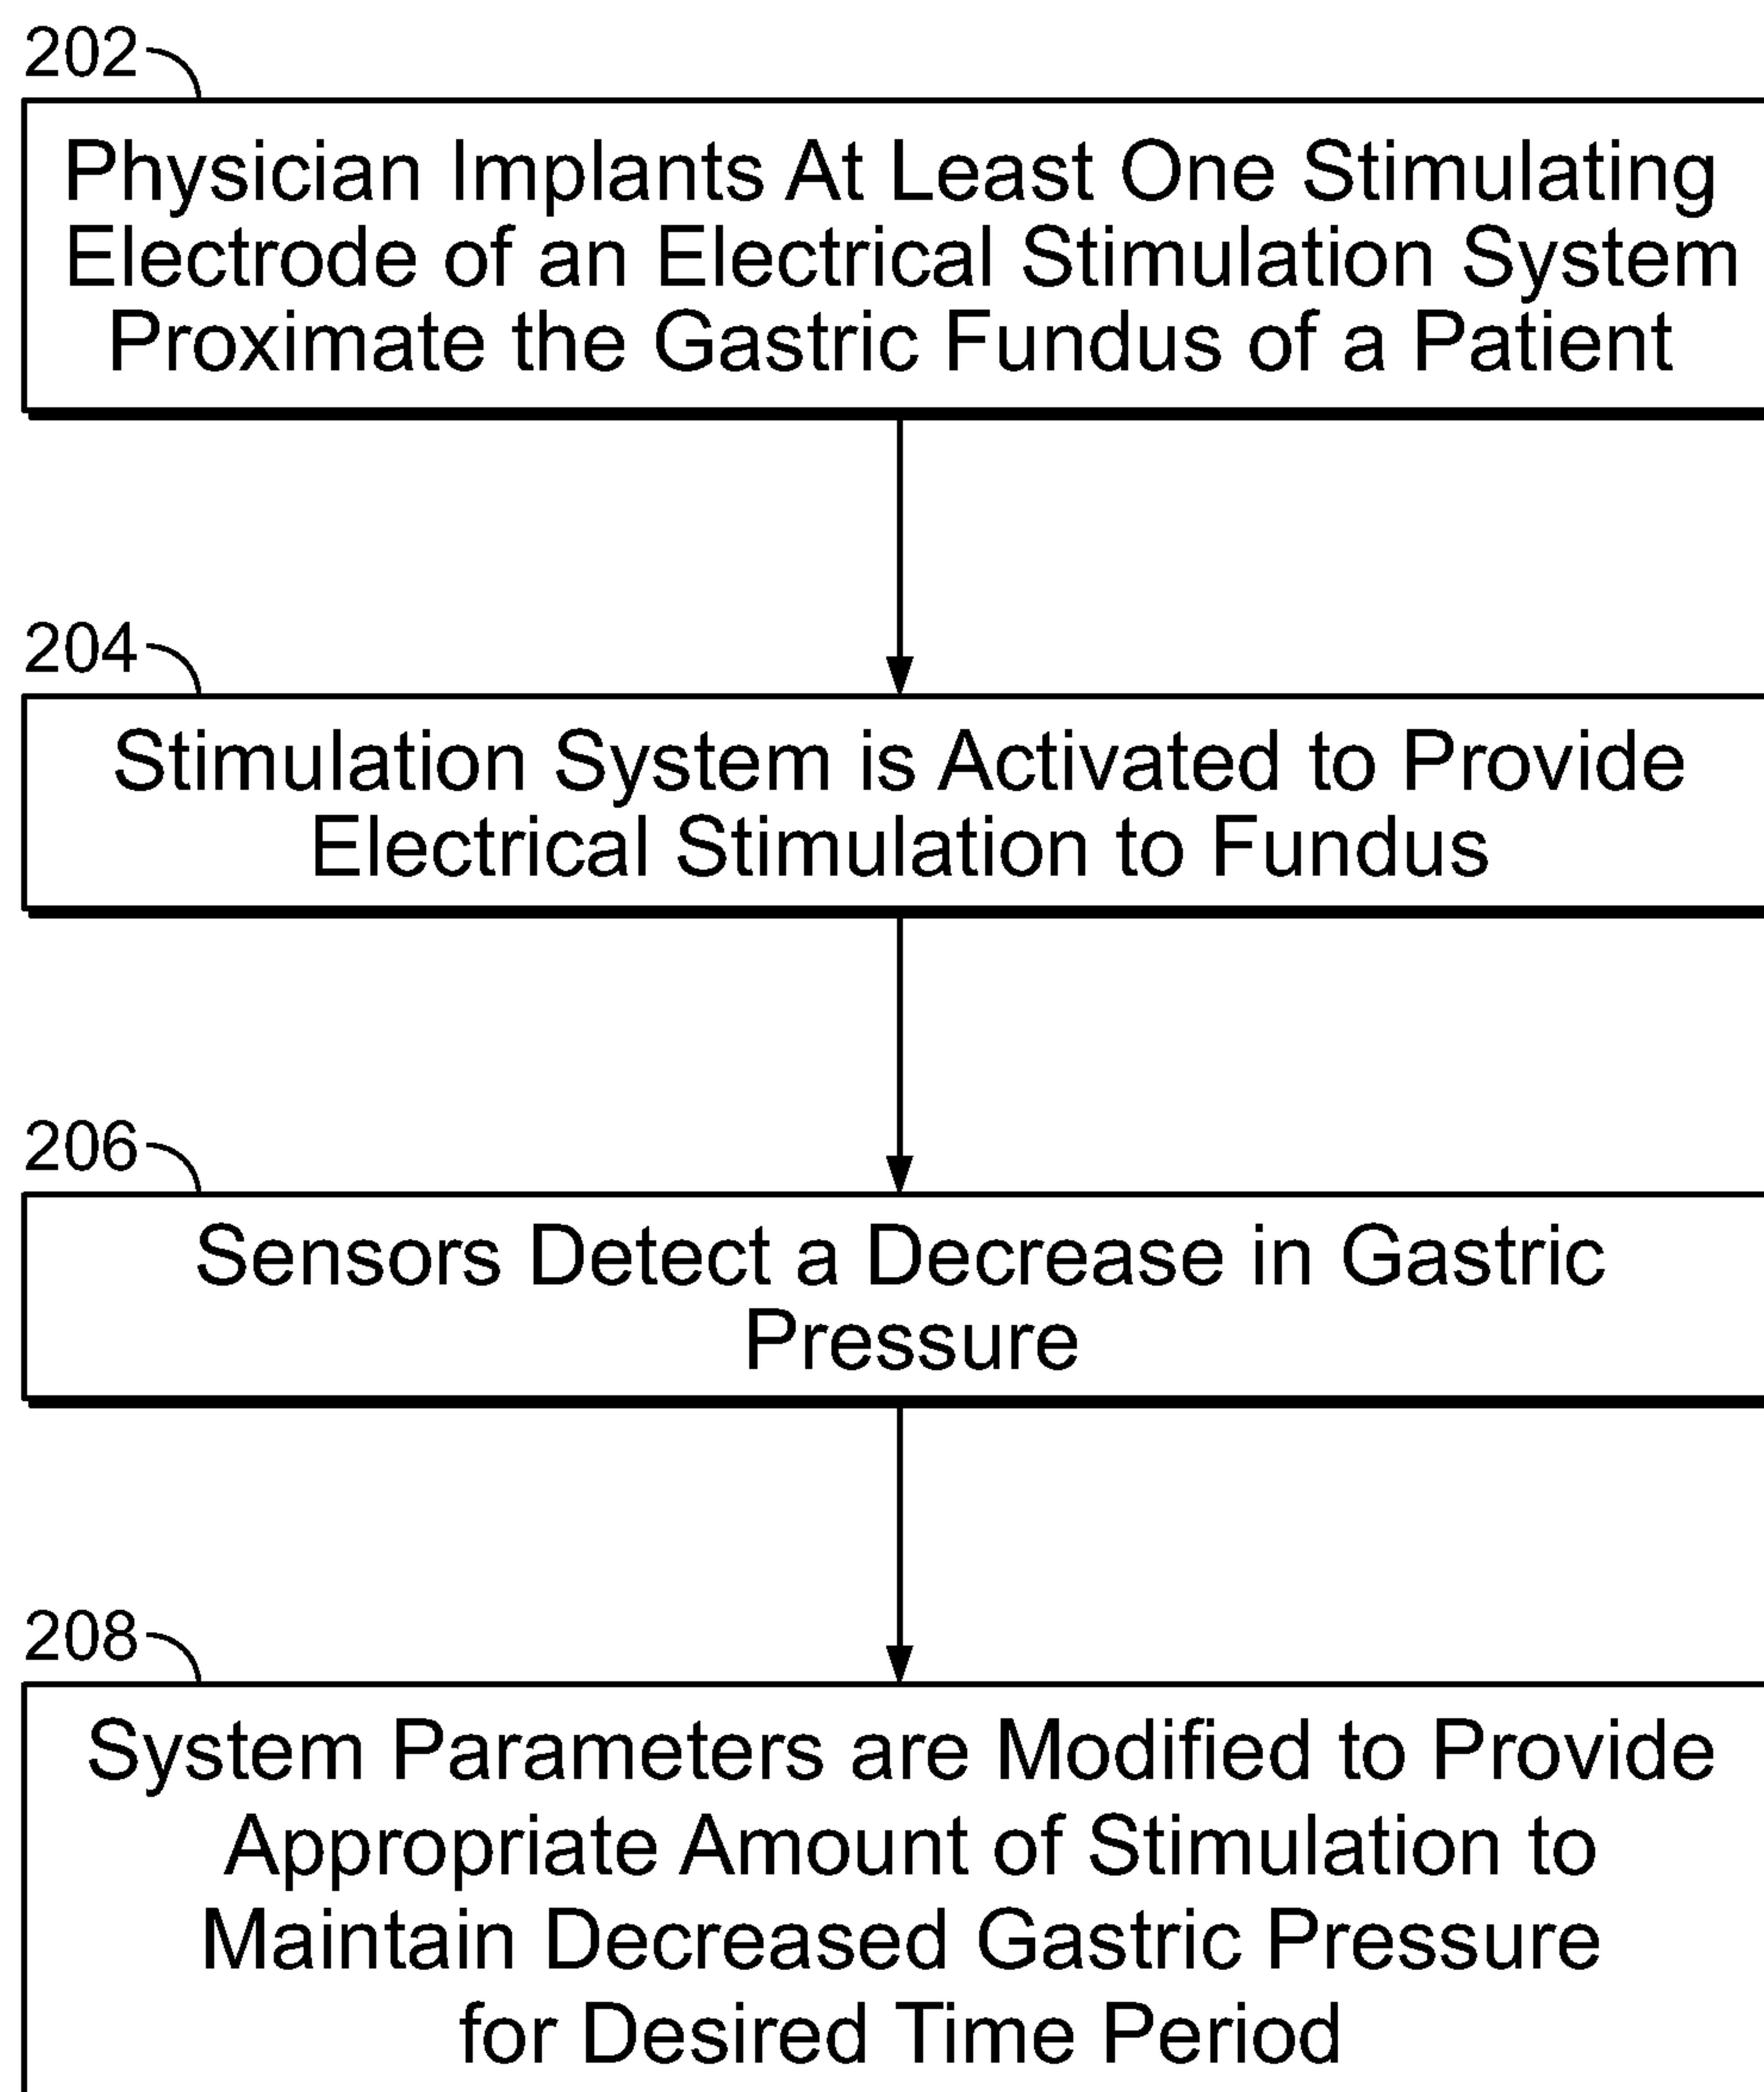 202
Physician Implants At Least One Stimulating
Electrode of an Electrical Stimulation System
Proximate the Gastric Fundus of a Patient
204
Stimulation System is Activated to Provide
Electrical Stimulation to Fundus
206
Sensors Detect a Decrease in Gastric
Pressure
208
System Parameters are Modified to Provide
Appropriate Amount of Stimulation to
Maintain Decreased Gastric Pressure
for Desired Time Period